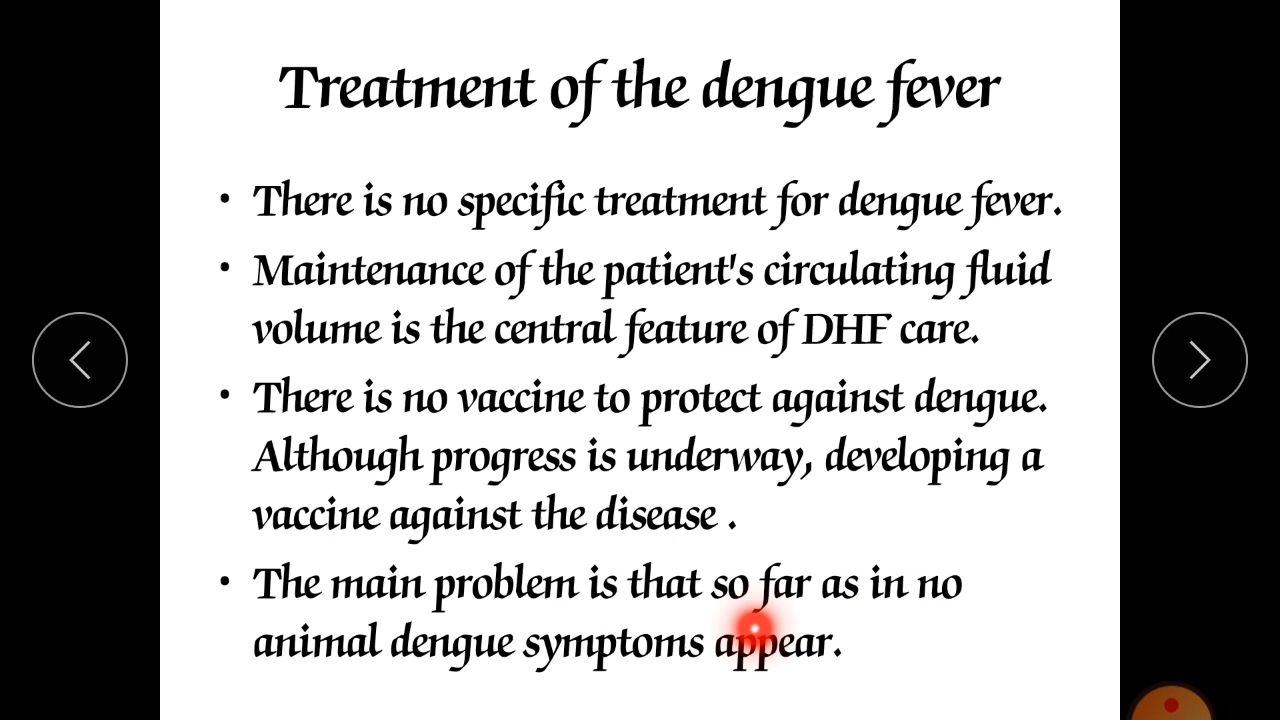 Treatment of the dengue fever
• There is no specific treatment for dengue fever.
• Maintenance of the patient's circulating fluid
volume is the central feature of DHF care.
• There is no vaccine to protect against dengue.
Although progress is underway, developing a
vaccine against the disease .
• The main problem is that so far as in no
animal dengue symptoms appear.